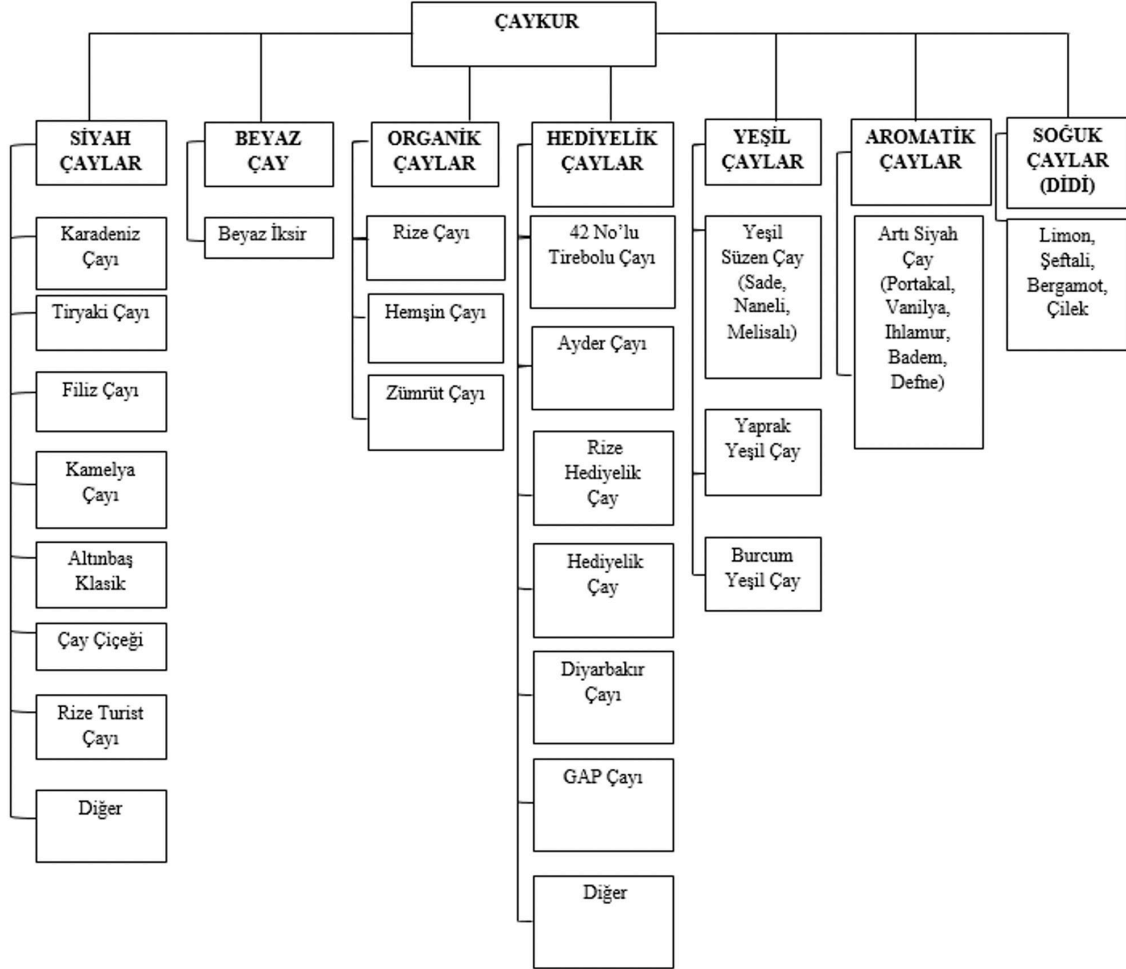 ÇAYKUR
SİYAH
ÇAYLAR
Karadeniz
Çayı
Tiryaki Çayı
Filiz Çayı
Kamelya
Çayı
Altınbaş
Klasik
Çay Çiçeği
Rize Turist
Çayı
Diğer
BEYAZ
ÇAY
Beyaz İksir
ORGANİK
ÇAYLAR
Rize Çayı
Hemşin Çayı
Zümrüt Çayı
HEDİYELİK
ÇAYLAR
42 No’lu
Tirebolu Çayı
Ayder Çayı
Rize
Hediyelik
Çay
Hediyelik
Çay
Diyarbakır
Çayı
GAP Çayı
Diğer
YEŞİL
ÇAYLAR
Yeşil
Süzen Çay
(Sade,
Naneli,
Melisalı)
Yaprak
Yeşil Çay
Burcum
Yeşil Çay
AROMATİK
ÇAYLAR
Artı Siyah
Çay
(Portakal,
Vanilya,
Ihlamur,
Badem,
Defne)
SOĞUK
ÇAYLAR
(DİDİ)
Limon,
Şeftali,
Bergamot,
Çilek